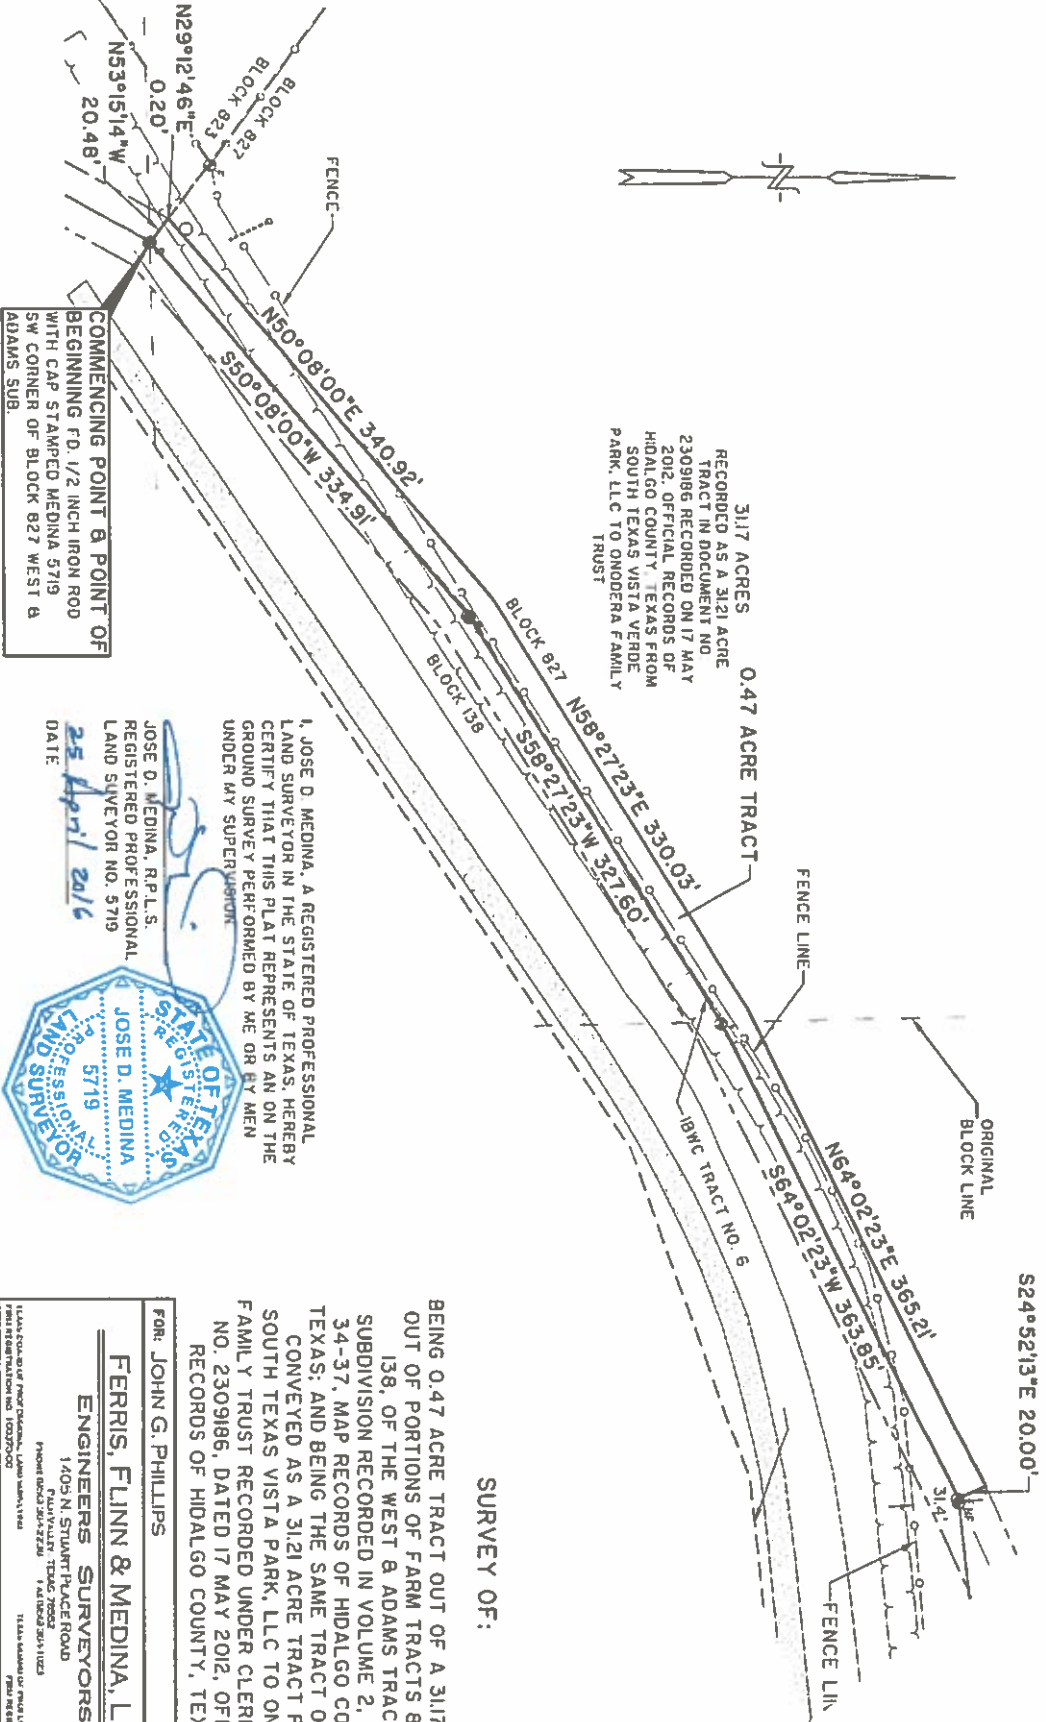 N29°12'46"E
0.20'
N53°15'14"W
20.48'
BLOCK 827
BLOCK 823
FENCE
N
COMMENCING POINT & POINT OF
BEGINNING FD. 1/2 INCH IRON ROD
WITH CAP STAMPED MEDINA 5719
SW CORNER OF BLOCK 827 WEST &
ADAMS SUB.
N50°08'00"E 340.92'
S50°08'00"W 334.91'
31.17 ACRES
RECORDED AS A 31.21 ACRE
TRACT IN DOCUMENT NO.
2309186 RECORDED ON 17 MAY
2012, OFFICIAL RECORDS OF
HIDALGO COUNTY, TEXAS FROM
SOUTH TEXAS VISTA VERDE
PARK, LLC TO ONODERA FAMILY
TRUST
0.47 ACRE TRACT
BLOCK 827
BLOCK 138
N58°27'23"E 330.03'
S58°27'23"W 327.60'
FENCE LINE
IBWC TRACT NO. 6
ORIGINAL
BLOCK LINE
N64°02'23"E 365.21'
S64°02'23"W 363.85'
S24°52'13"E 20.00'
31.4'
FENCE LIN
I, JOSE D. MEDINA, A REGISTERED PROFESSIONAL
LAND SURVEYOR IN THE STATE OF TEXAS, HEREBY
CERTIFY THAT THIS PLAT REPRESENTS AN ON THE
GROUND SURVEY PERFORMED BY ME OR BY MEN
UNDER MY SUPERVISION
JOSE D. MEDINA, R.P.L.S.
REGISTERED PROFESSIONAL
LAND SUVEYOR NO. 5719
25 April 2016
DATE
STATE OF TEXAS
REGISTERED
JOSE D. MEDINA
5719
PROFESSIONAL
LAND SURVEYOR
SURVEY OF:
BEING 0.47 ACRE TRACT OUT OF A 31.17
OUT OF PORTIONS OF FARM TRACTS 8
138, OF THE WEST & ADAMS TRAC
SUBDIVISION RECORDED IN VOLUME 2,
34-37, MAP RECORDS OF HIDALGO CO
TEXAS; AND BEING THE SAME TRACT O
CONVEYED AS A 31.21 ACRE TRACT F
SOUTH TEXAS VISTA PARK, LLC TO ON
FAMILY TRUST RECORDED UNDER CLER
NO. 2309186, DATED 17 MAY 2012, OF
RECORDS OF HIDALGO COUNTY, TEX
FOR: JOHN G. PHILLIPS
FERRIS, FLINN & MEDINA, L
ENGINEERS SURVEYORS
1405 N. STUART PLACE ROAD
PALM VALLEY, TEXAS 78552